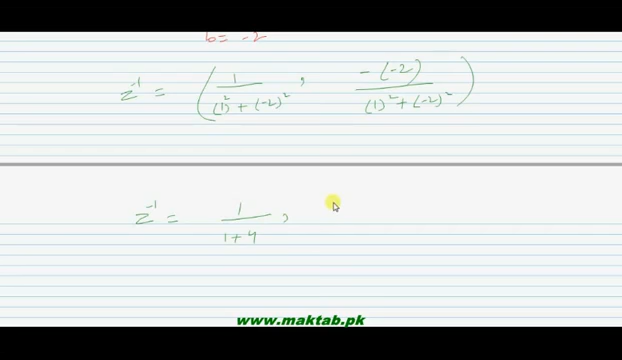 b = -2
z⁻¹ = ( 1 / (1)² + (-2)² , -(-2) / (1)² + (-2)² )
z⁻¹ = 1 / 1+4 ,
www.maktab.pk